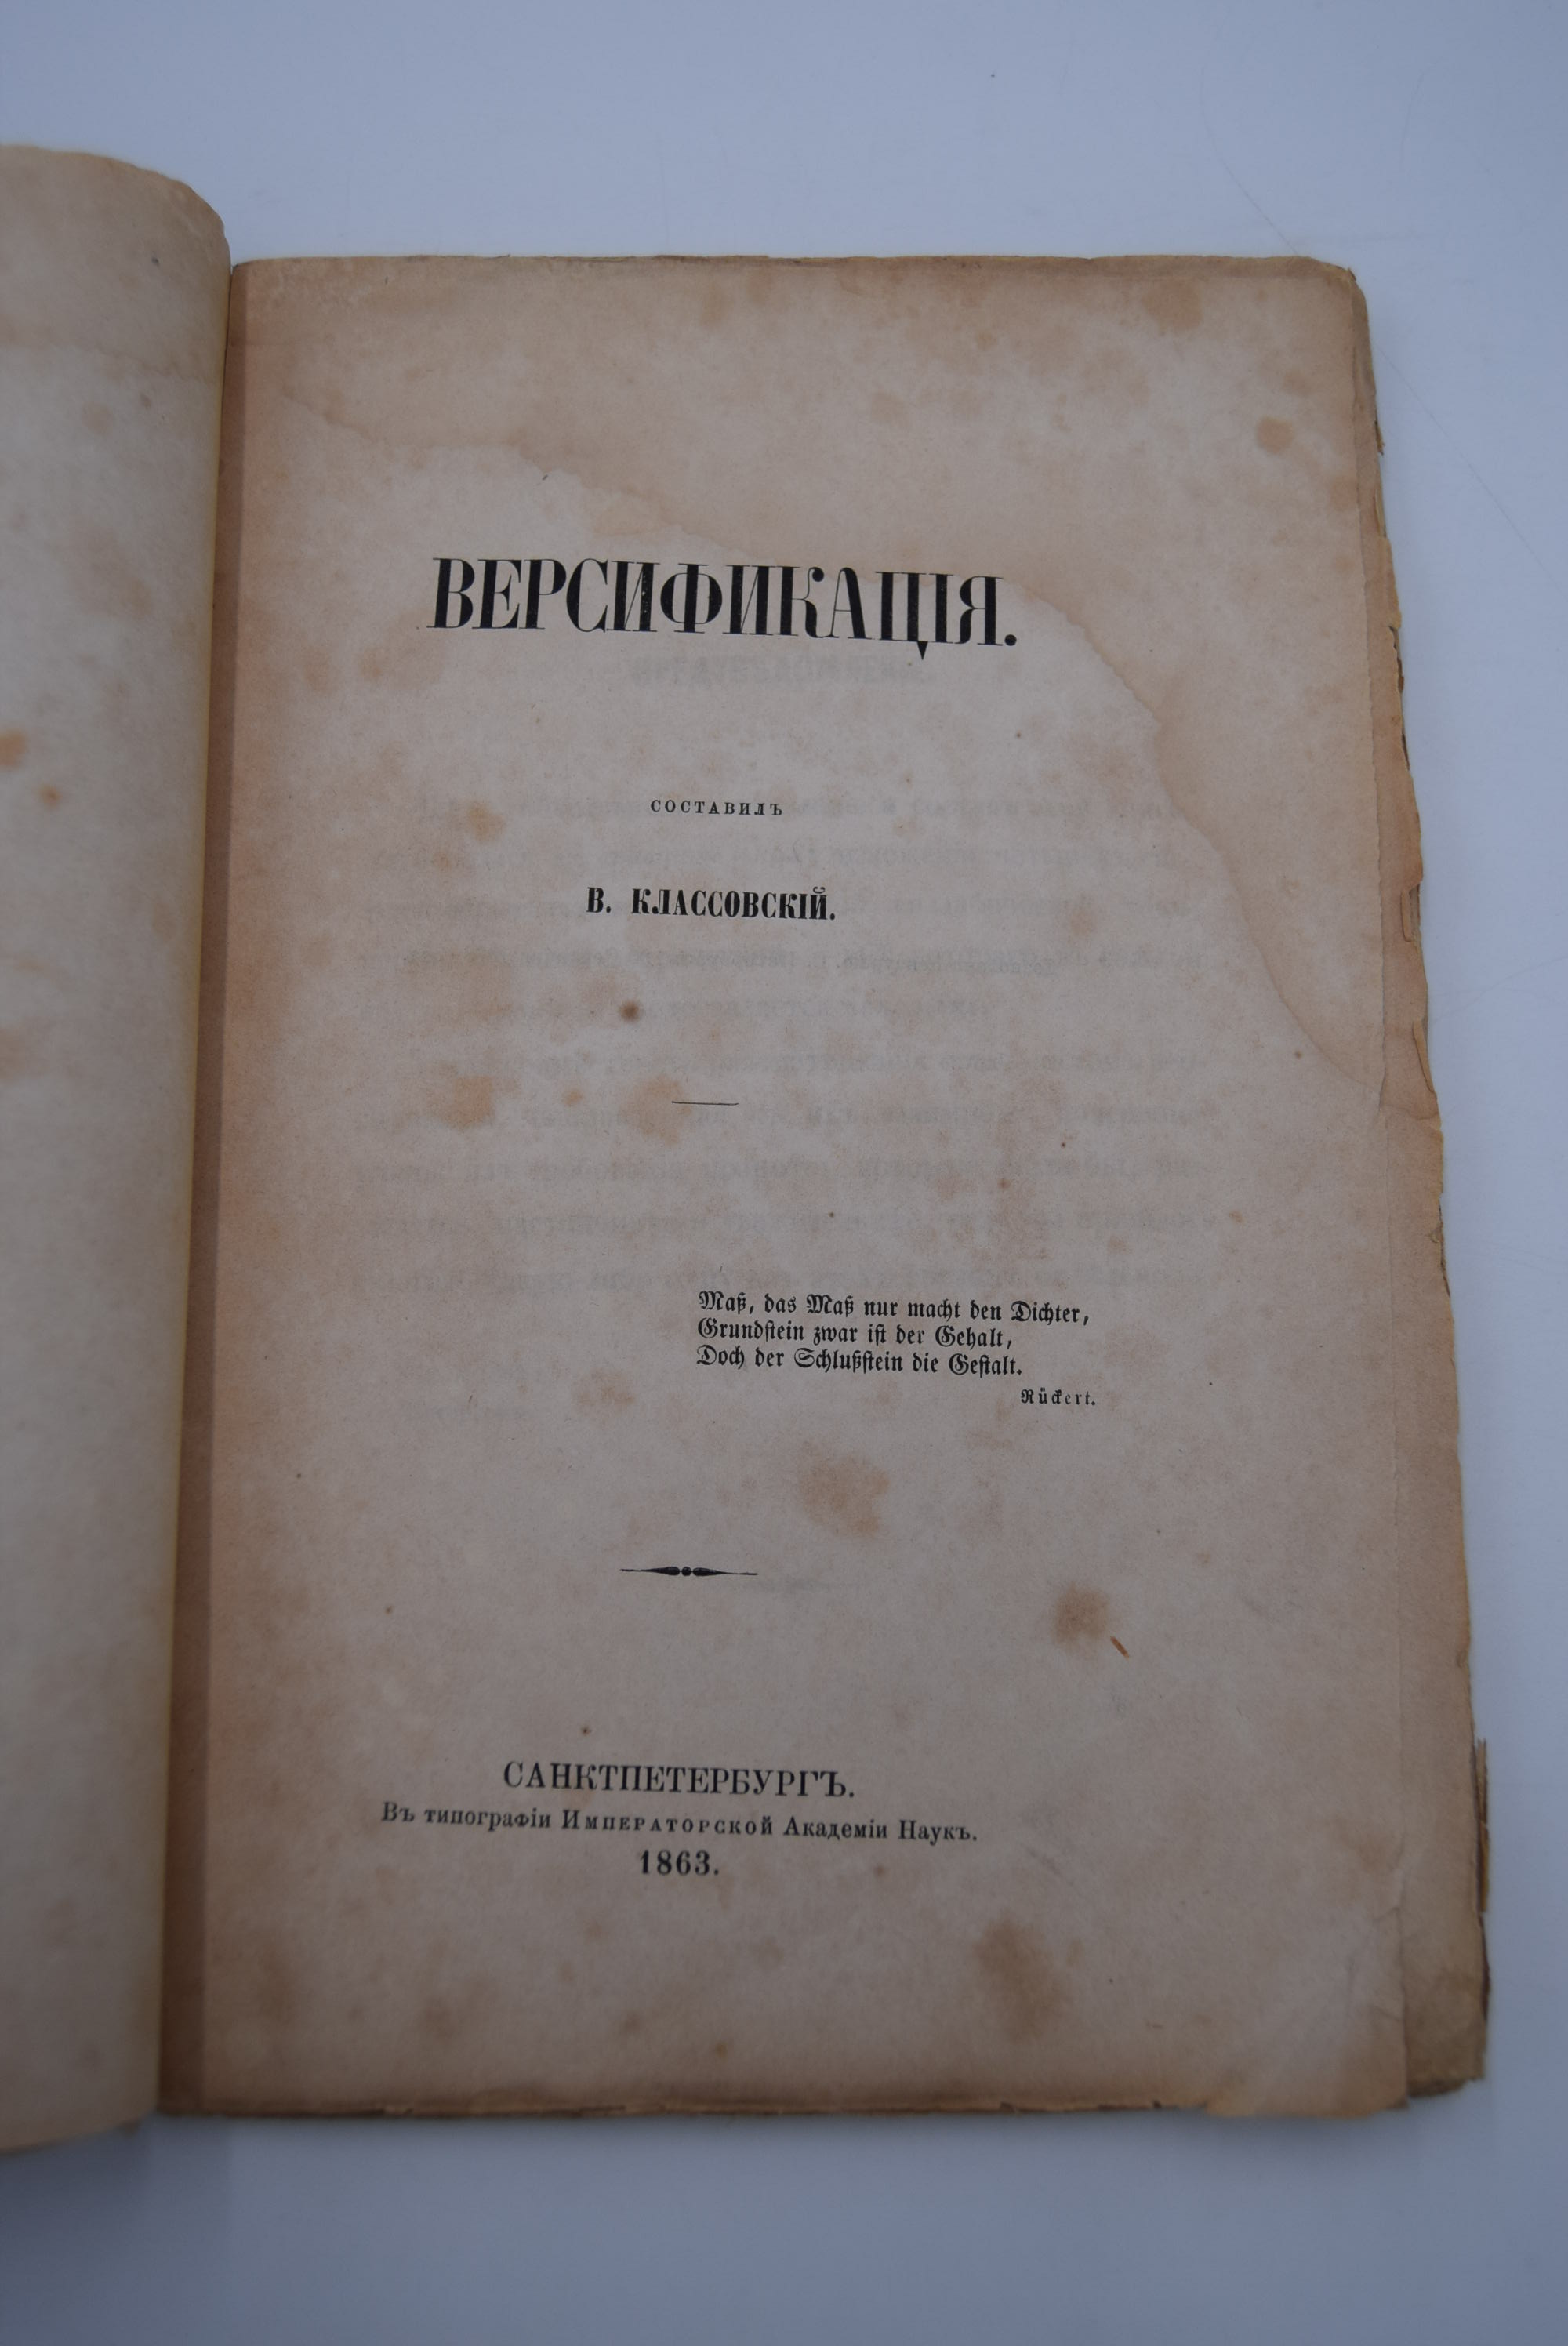 ВЕРСИФИКАЦІЯ.
СОСТАВИЛЪ
В. КЛАССОВСКІЙ.
Maß, das Maß nur macht den Dichter,
Grundstein zwar ist der Gehalt,
Doch der Schlußstein die Gestalt.
Rückert.
САНКТПЕТЕРБУРГЪ.
Въ типографіи Императорской Академіи Наукъ.
1863.